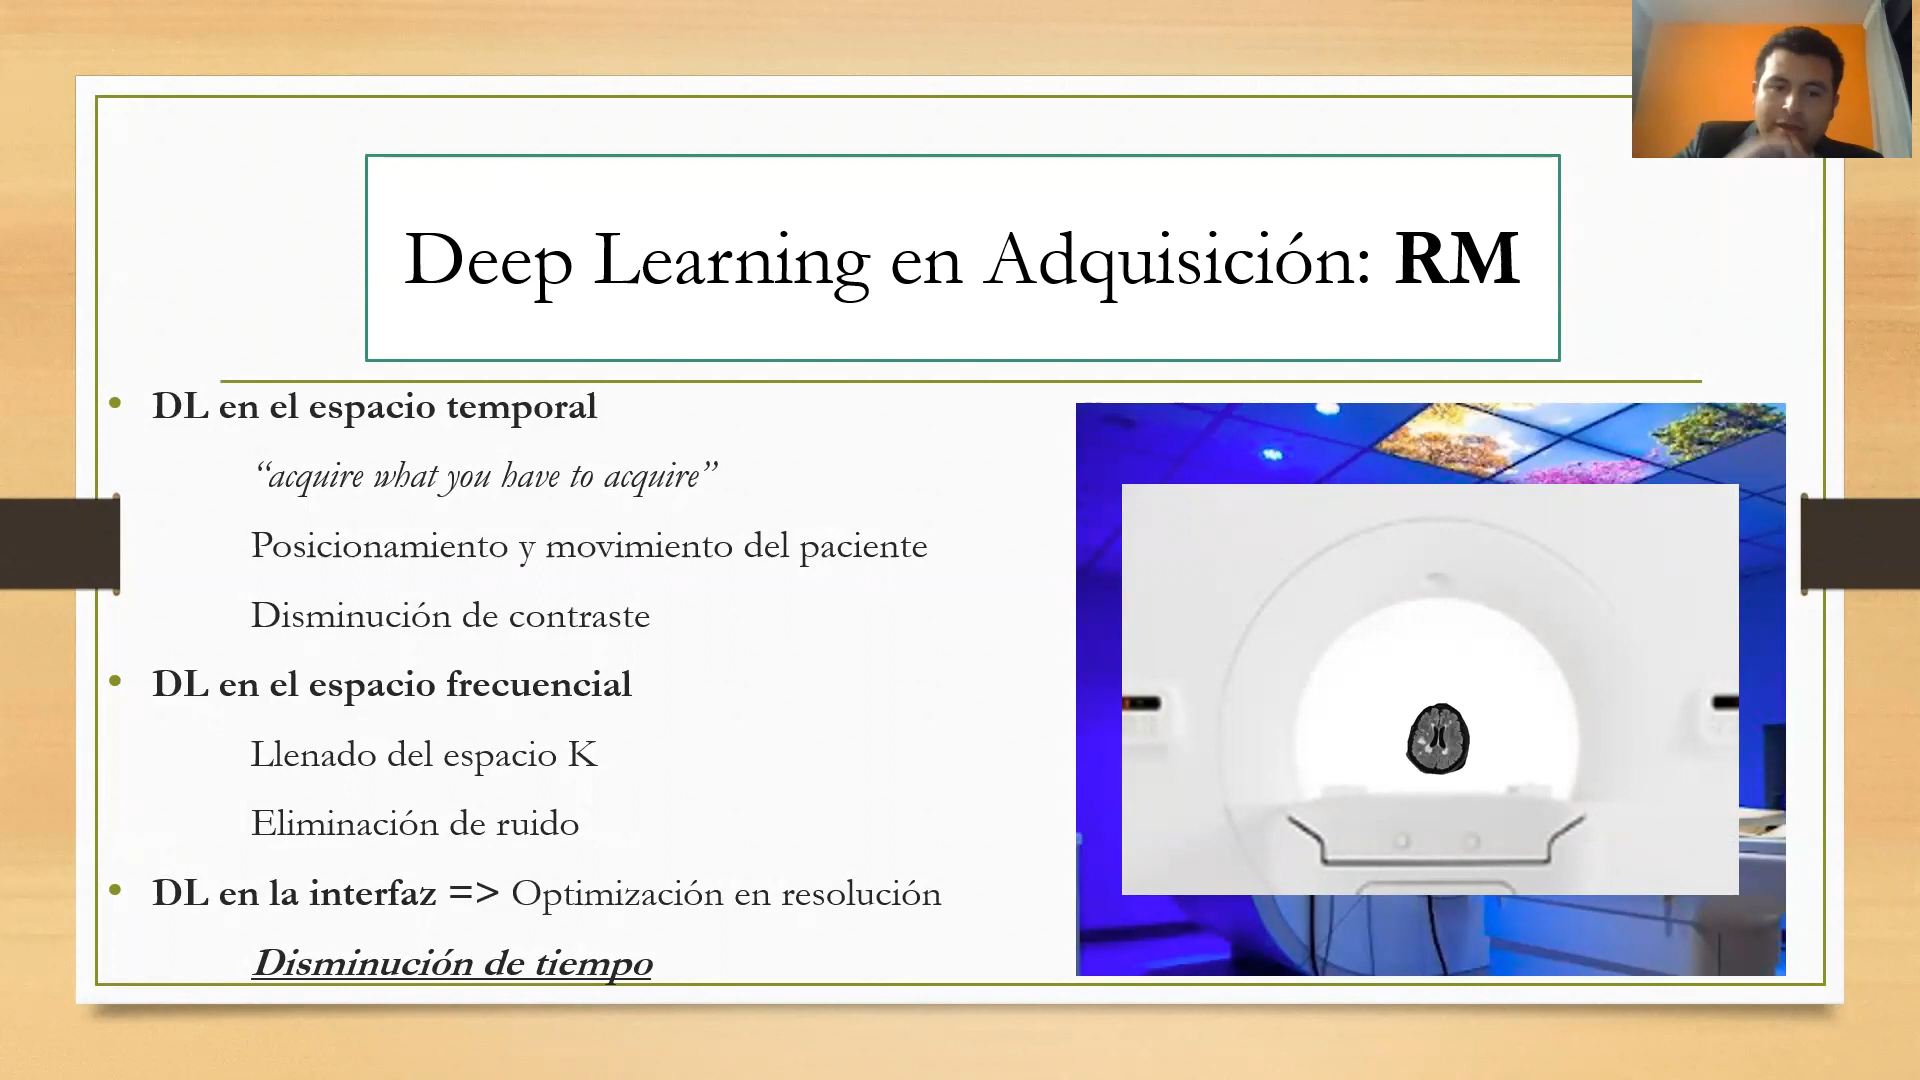 Deep Learning en Adquisición: RM
• DL en el espacio temporal
“acquire what you have to acquire”
Posicionamiento y movimiento del paciente
Disminución de contraste
• DL en el espacio frecuencial
Llenado del espacio K
Eliminación de ruido
• DL en la interfaz => Optimización en resolución
Disminución de tiempo